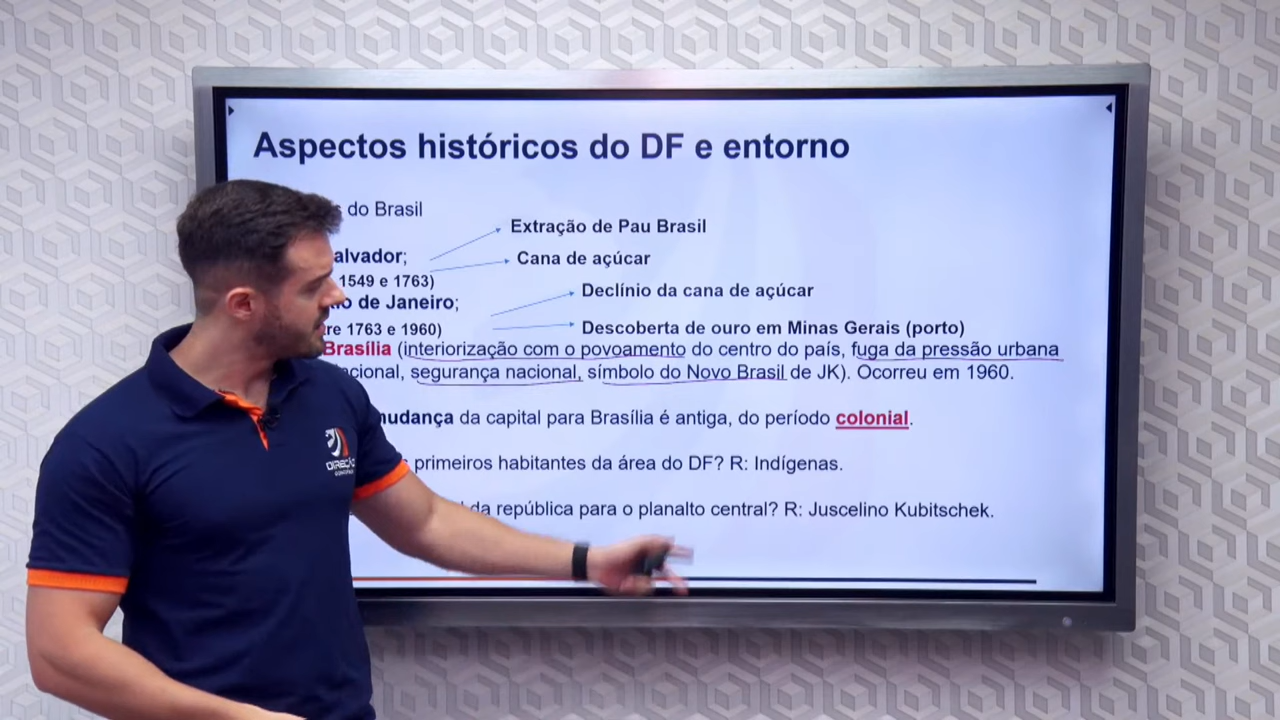 Aspectos históricos do DF e entorno
do Brasil
Extração de Pau Brasil
alvador;
Cana de açúcar
1549 e 1763)
Declínio da cana de açúcar
io de Janeiro;
re 1763 e 1960)
Descoberta de ouro em Minas Gerais (porto)
Brasília (interiorização com o povoamento do centro do país, fuga da pressão urbana
acional, segurança nacional, símbolo do Novo Brasil de JK). Ocorreu em 1960.
mudança da capital para Brasília é antiga, do período colonial.
primeiros habitantes da área do DF? R: Indígenas.
da república para o planalto central? R: Juscelino Kubitschek.
DIREÇÃO
CONCURSOS